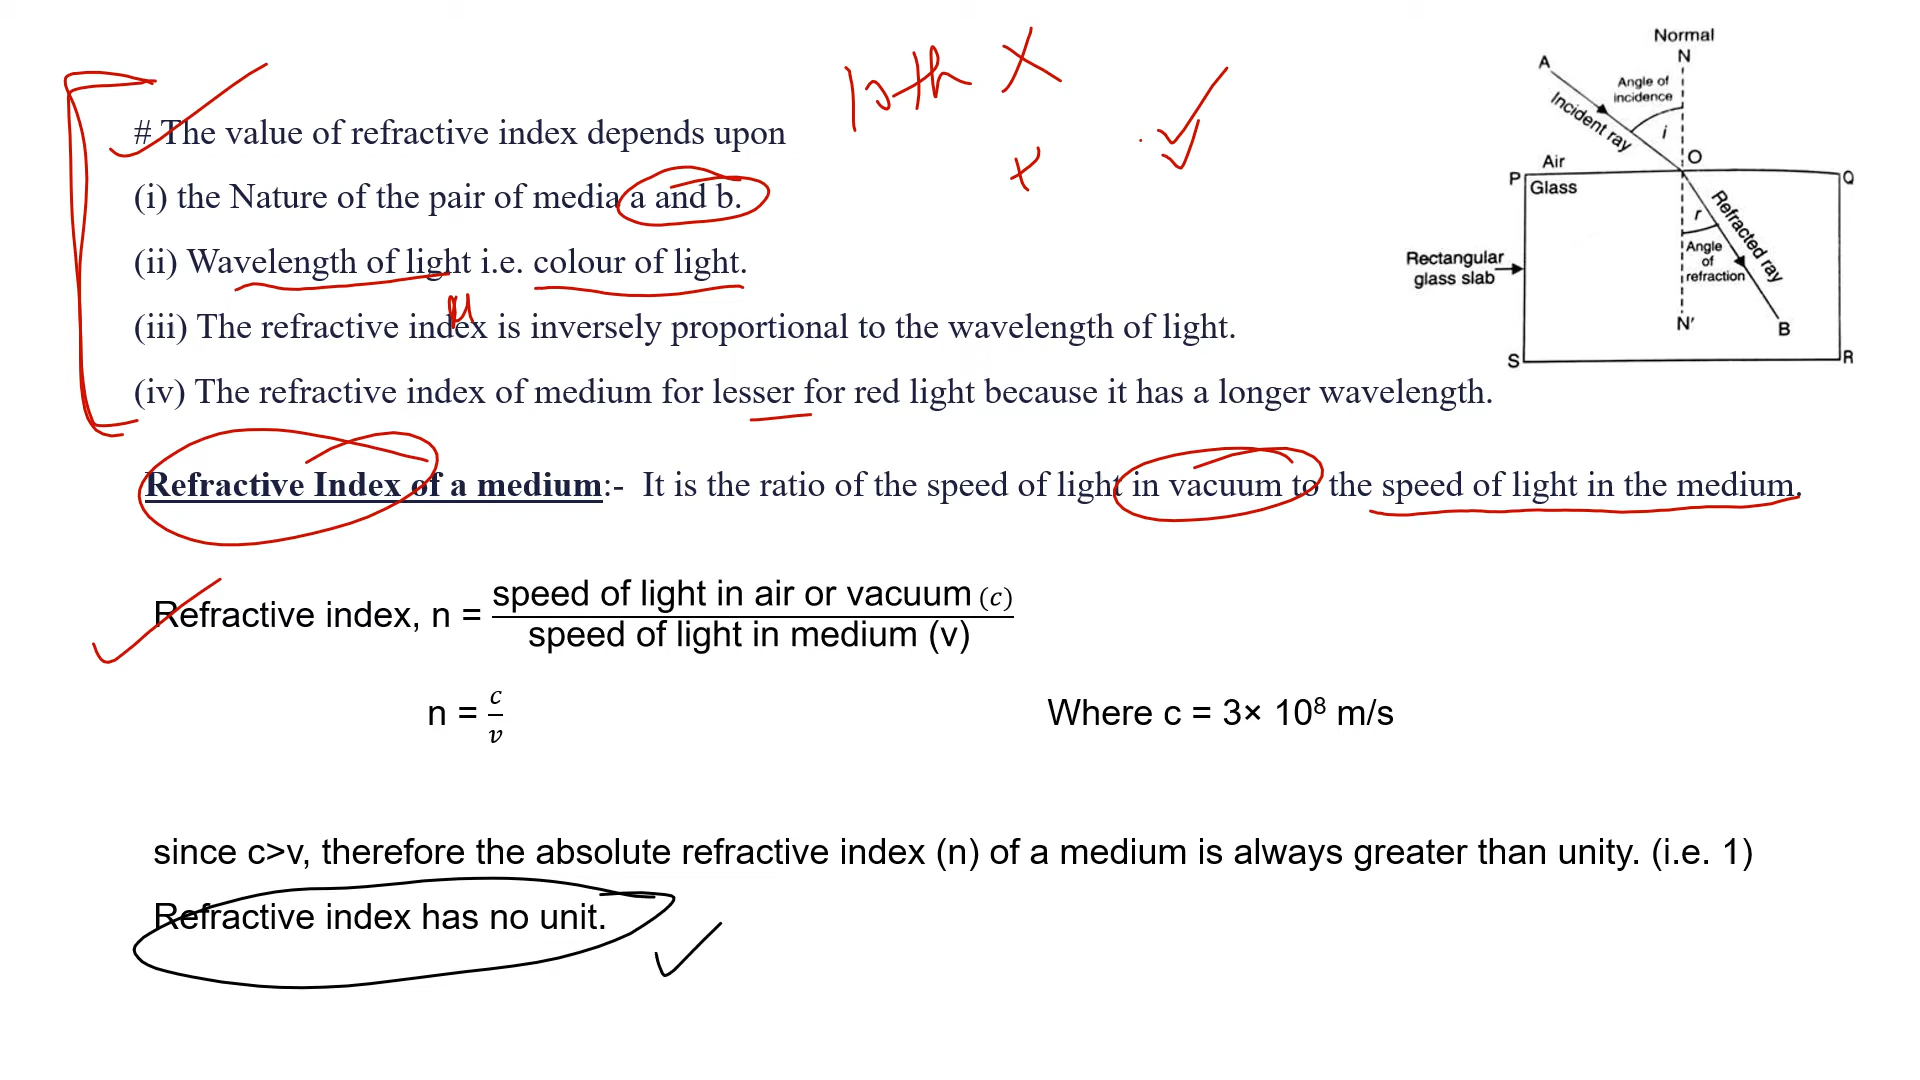 10th X
# The value of refractive index depends upon
(i) the Nature of the pair of media a and b.
(ii) Wavelength of light i.e. colour of light.
(iii) The refractive index is inversely proportional to the wavelength of light.
(iv) The refractive index of medium for lesser for red light because it has a longer wavelength.
Refractive Index of a medium:- It is the ratio of the speed of light in vacuum to the speed of light in the medium.
Refractive index, n = speed of light in air or vacuum (c)
speed of light in medium (v)
n = c/v
Where c = 3× 10⁸ m/s
since c>v, therefore the absolute refractive index (n) of a medium is always greater than unity. (i.e. 1)
Refractive index has no unit.
Normal
N
A
Angle of
incidence
Incident ray
i
O
Air
P
Q
Glass
r
Refracted ray
Angle
of
refraction
Rectangular
glass slab
N'
B
S
R